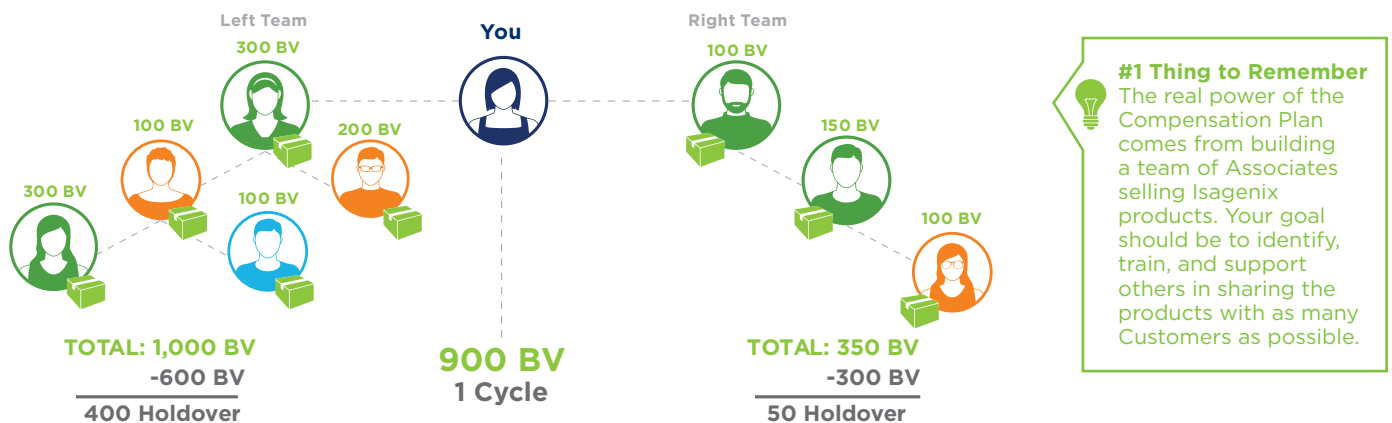 Left Team
300 BV
100 BV
200 BV
300 BV
100 BV
TOTAL: 1,000 BV
-600 BV
400 Holdover
You
900 BV
1 Cycle
Right Team
100 BV
150 BV
100 BV
TOTAL: 350 BV
-300 BV
50 Holdover
#1 Thing to Remember
The real power of the
Compensation Plan
comes from building
a team of Associates
selling Isagenix
products. Your goal
should be to identify,
train, and support
others in sharing the
products with as many
Customers as possible.